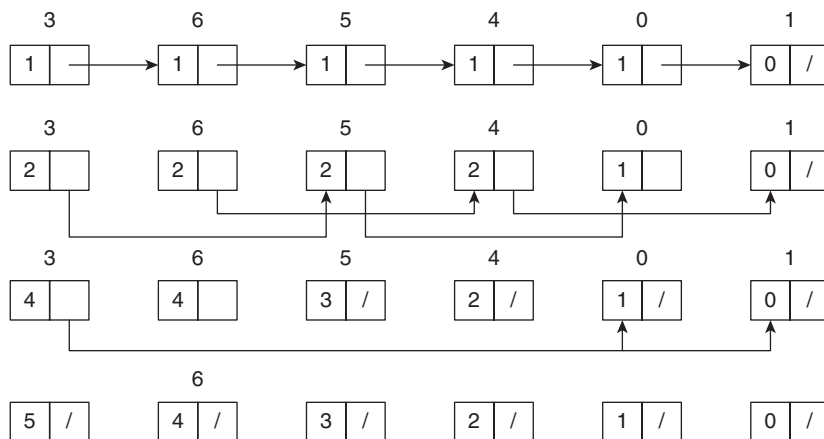 3 6 5 4 0 1
1 1 1 1 1 0 /
3 6 5 4 0 1
2 2 2 2 1 0 /
3 6 5 4 0 1
4 4 3 / 2 / 1 / 0 /
6
5 / 4 / 3 / 2 / 1 / 0 /